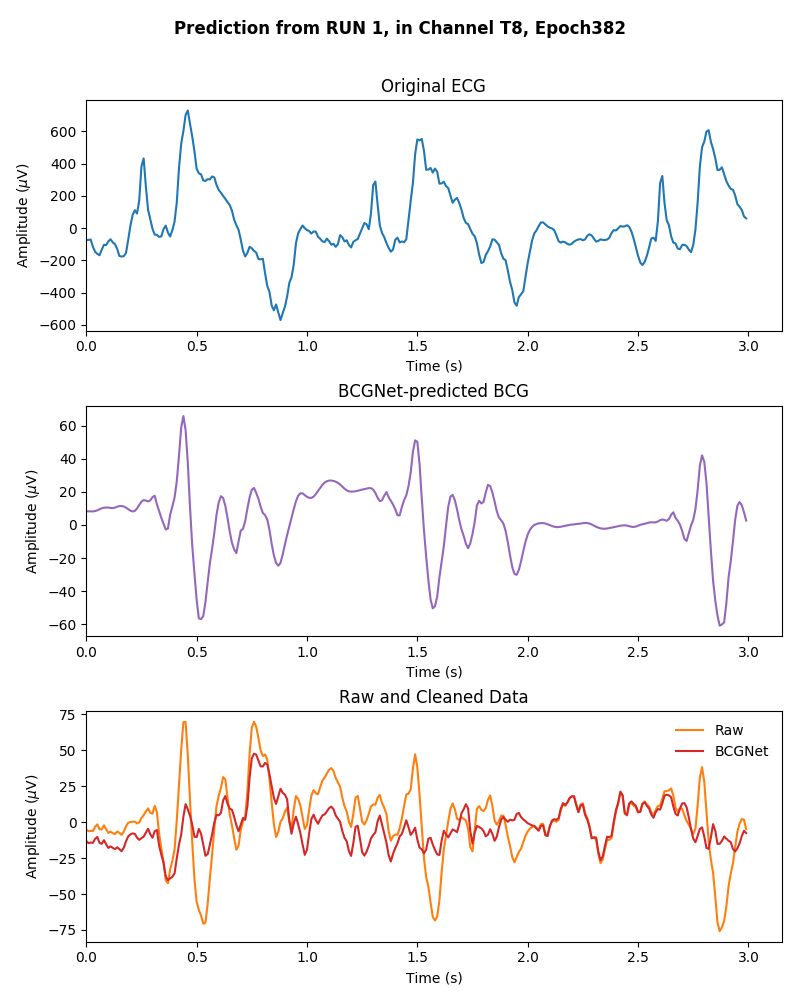 Prediction from RUN 1, in Channel T8, Epoch382
Original ECG
Amplitude (μV)
600
400
200
0
−200
−400
−600
0.0 0.5 1.0 1.5 2.0 2.5 3.0
Time (s)
BCGNet-predicted BCG
Amplitude (μV)
60
40
20
0
−20
−40
−60
0.0 0.5 1.0 1.5 2.0 2.5 3.0
Time (s)
Raw and Cleaned Data
Amplitude (μV)
75
50
25
0
−25
−50
−75
Raw
BCGNet
0.0 0.5 1.0 1.5 2.0 2.5 3.0
Time (s)